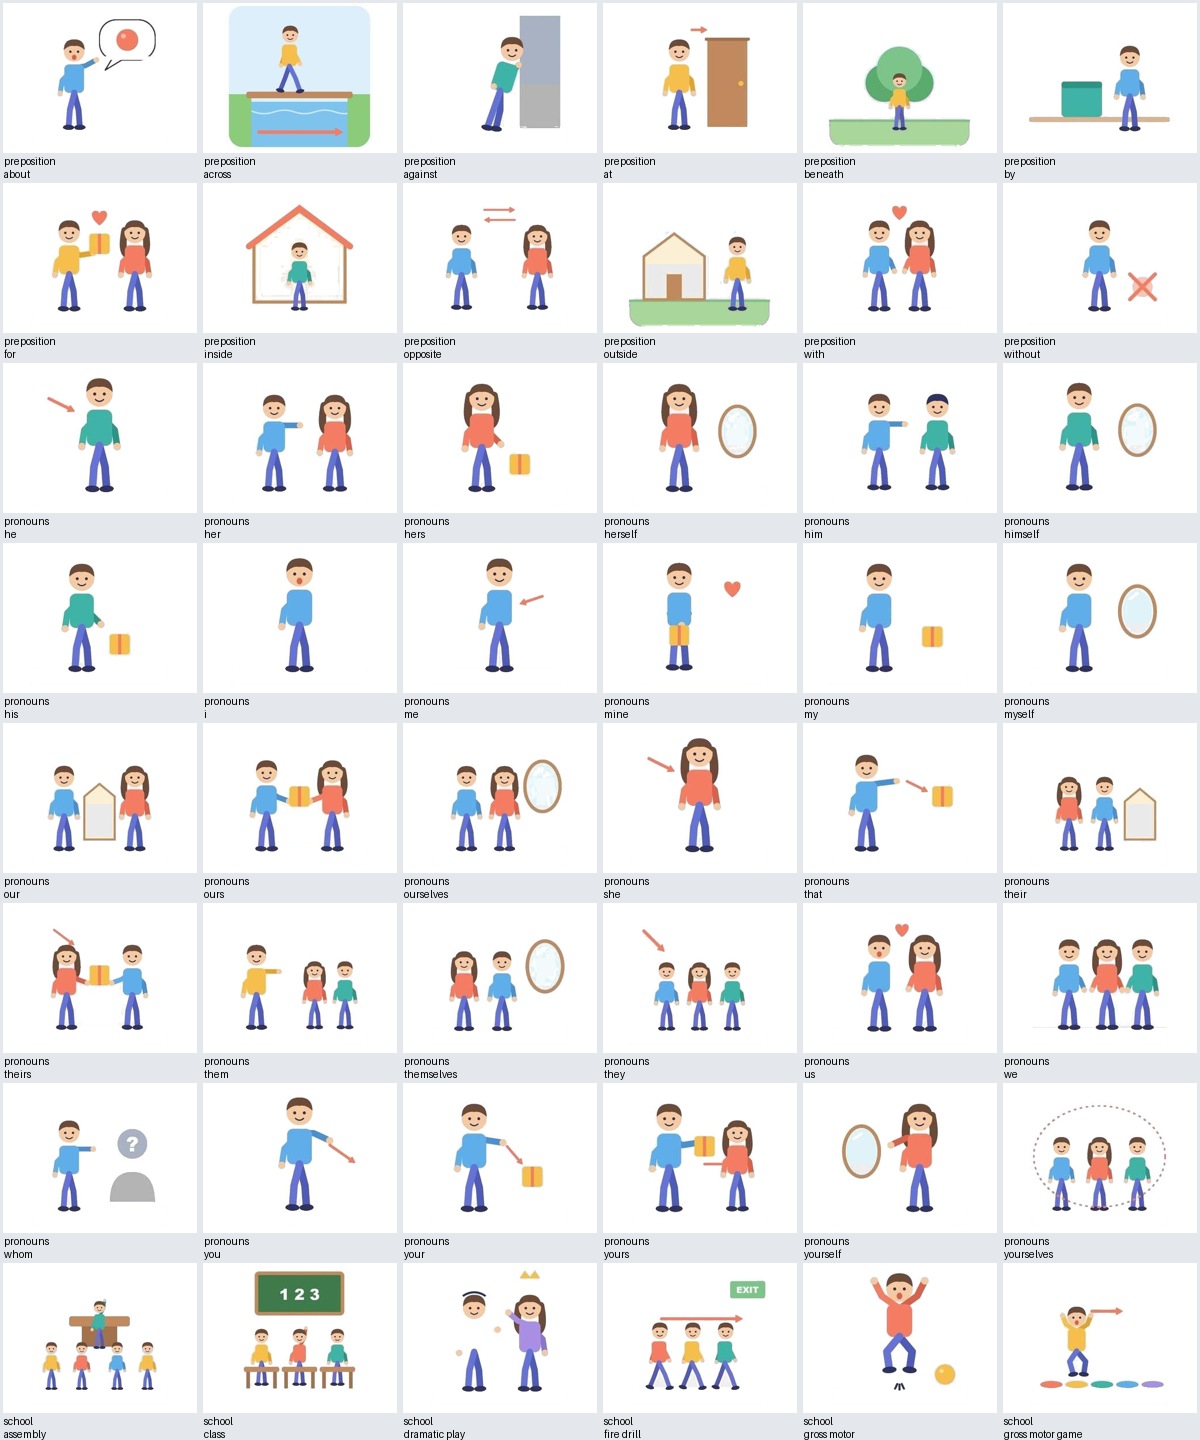 preposition
about
preposition
across
preposition
against
preposition
at
preposition
beneath
preposition
by
preposition
for
preposition
inside
preposition
opposite
preposition
outside
preposition
with
preposition
without
pronouns
he
pronouns
her
pronouns
hers
pronouns
herself
pronouns
him
pronouns
himself
pronouns
his
pronouns
i
pronouns
me
pronouns
mine
pronouns
my
pronouns
myself
pronouns
our
pronouns
ours
pronouns
ourselves
pronouns
she
pronouns
that
pronouns
their
pronouns
theirs
pronouns
them
pronouns
themselves
pronouns
they
pronouns
us
pronouns
we
?
pronouns
whom
pronouns
you
pronouns
your
pronouns
yours
pronouns
yourself
pronouns
yourselves
school
assembly
1 2 3
school
class
school
dramatic play
EXIT
school
fire drill
school
gross motor
school
gross motor game